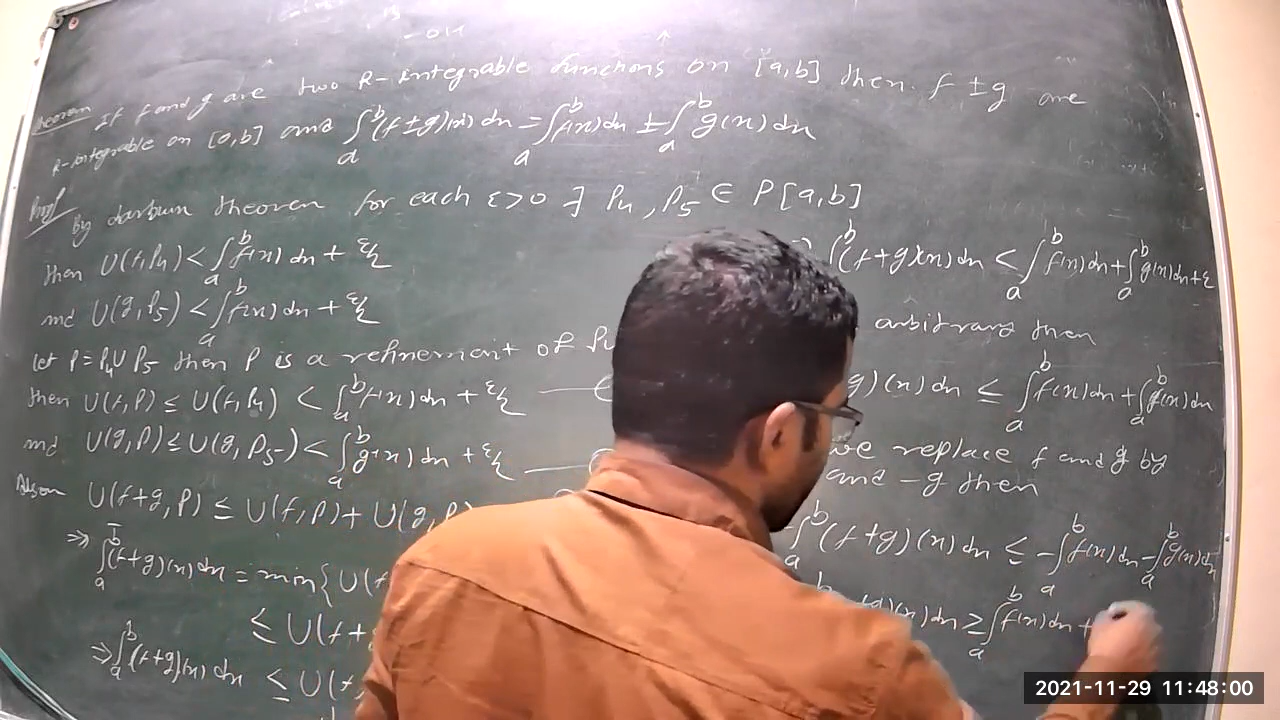 Theorem If f and g are two R-integrable functions on [a,b] then f ± g are
R-integrable on [a,b] and ∫_a^b (f±g)(x) dx = ∫_a^b f(x) dx ± ∫_a^b g(x) dx
Proof
By darbux theorem for each ε>0 ∃ P₄, P₅ ∈ P[a,b]
then U(f,P₄) < ∫_a^b f(x) dx + ε/2
and U(g,P₅) < ∫_a^b f(x) dx + ε/2
let P = P₄ ∪ P₅ then P is a refinement of P₄
then U(f,P) ≤ U(f,P₄) < ∫_a^b f(x) dx + ε/2
and U(g,P) ≤ U(g,P₅) < ∫_a^b g(x) dx + ε/2
U(f+g,P) ≤ U(f,P) + U(g,P
⇒ ∫_a^b (f+g)(x) dx = min{U(f
≤ U(f+g
⇒ ∫_a^b (f+g)(x) dx ≤ U(f,
∫^b (f+g)(x) dx < ∫_a^b f(x) dx + ∫_a^b g(x) dx + ε
arbitrary then
g)(x) dx ≤ ∫_a^b f(x) dx + ∫_a^b g(x) dx
we replace f and g by
and -g then
-∫_a^b (f+g)(x) dx ≤ -∫_a^b f(x) dx - ∫_a^b g(x) dx
g)(x) dx ≥ ∫_a^b f(x) dx +
2021-11-29 11:48:00